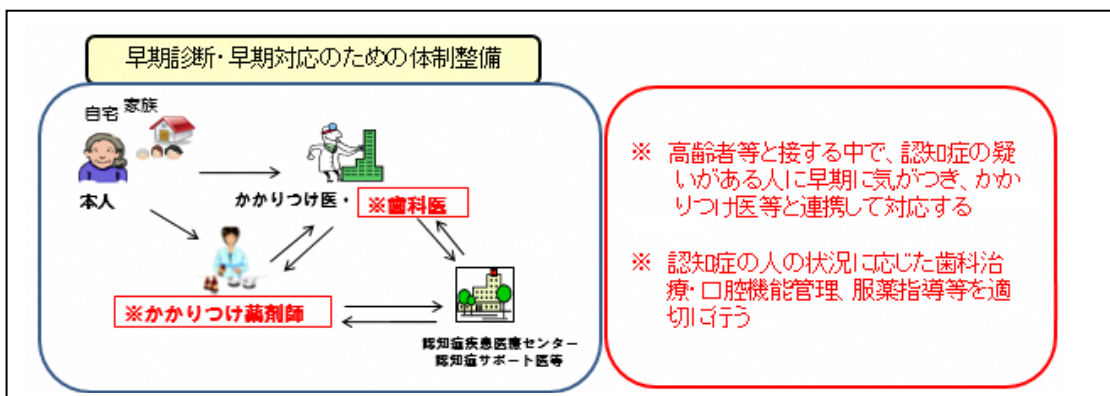 早期診断・早期対応のための体制整備
自宅 家族
本人
かかりつけ医・
※歯科医
※かかりつけ薬剤師
認知症疾患医療センター
認知症サポート医等
※ 高齢者等と接する中で、認知症の疑
いがある人に早期に気がつき、かか
りつけ医等と連携して対応する
※ 認知症の人の状況に応じた歯科治
療・口腔機能管理、服薬指導等を適
切に行う